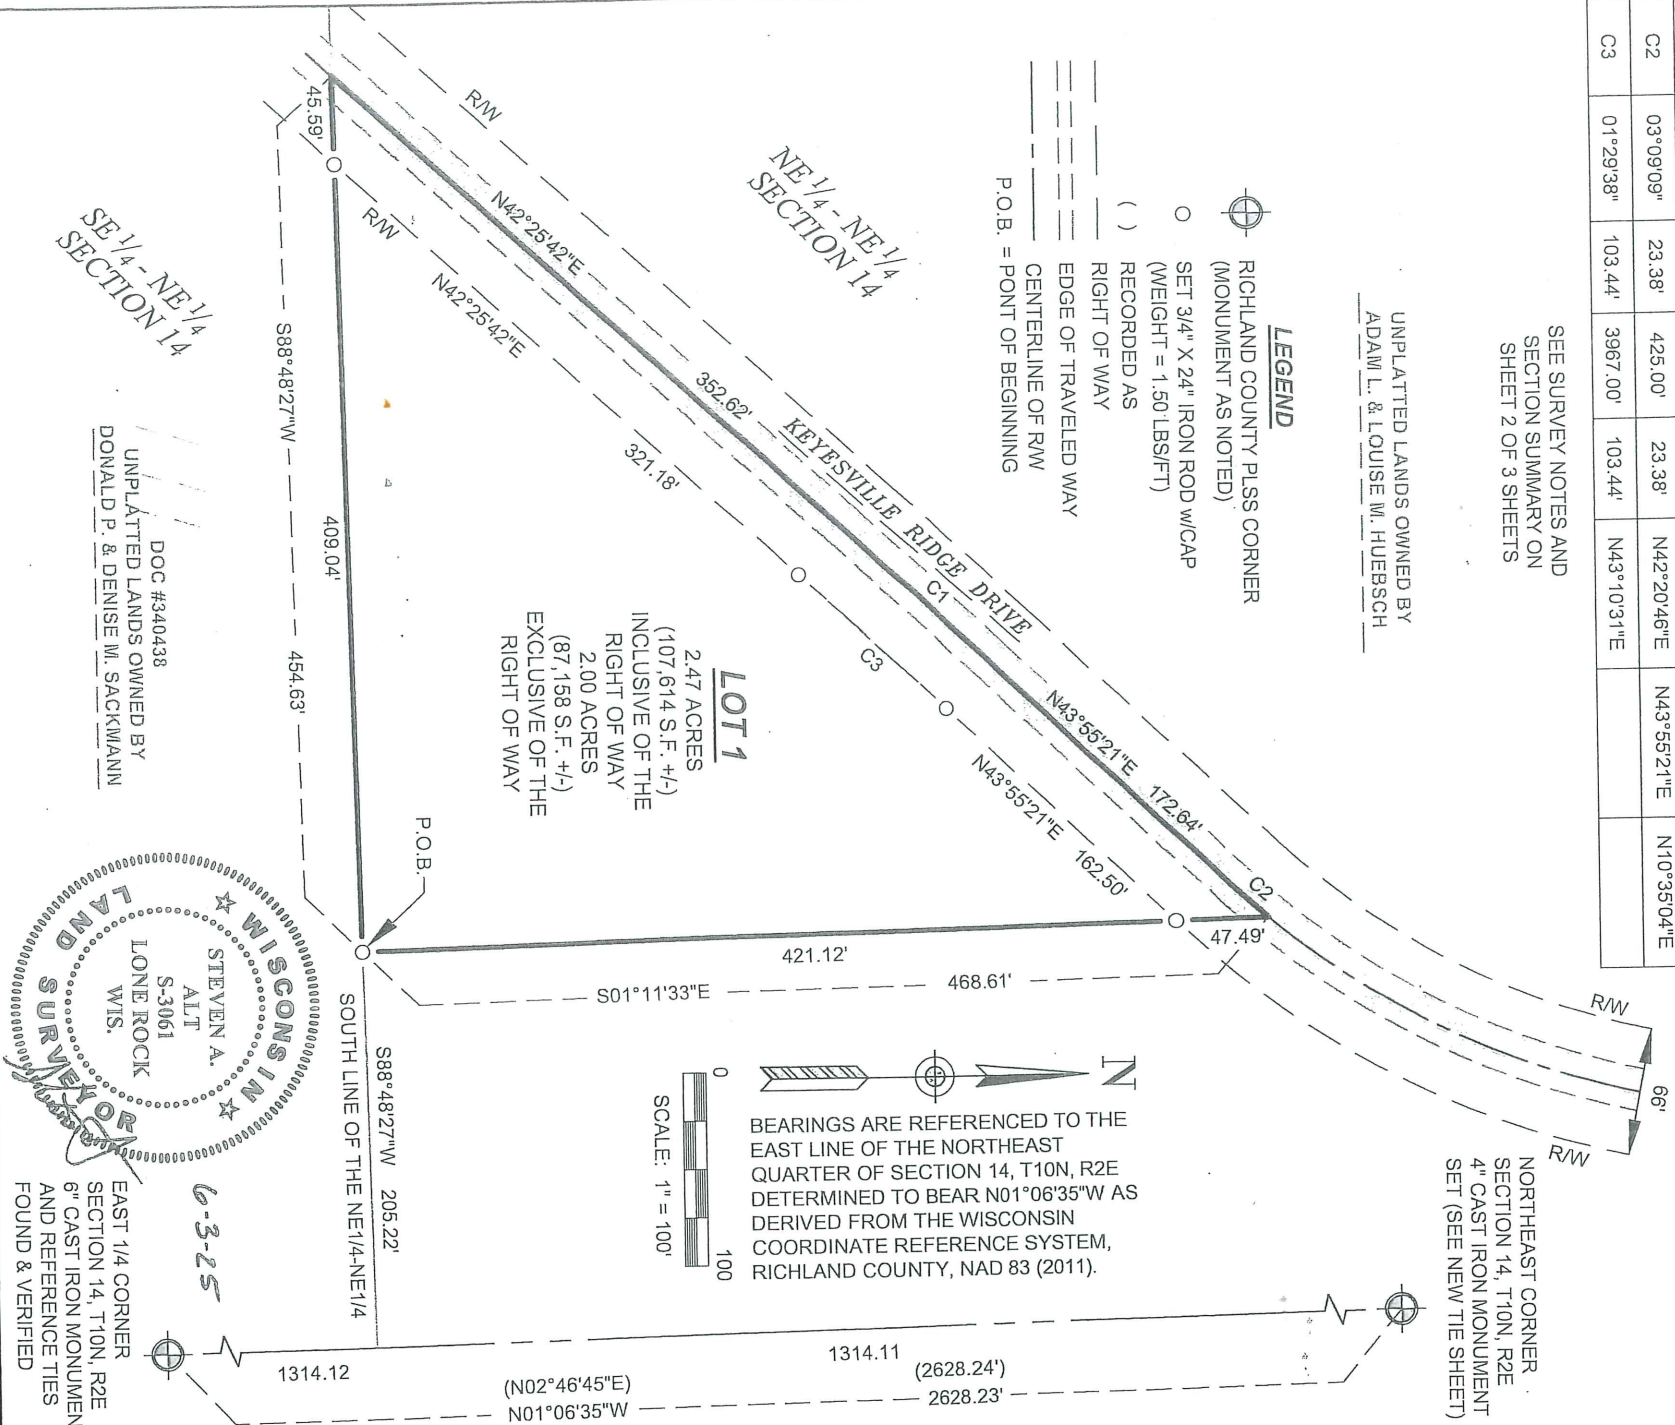 C2 03°09'09" 23.38' 425.00' 23.38' N42°20'46"E N43°55'21"E N10°35'04"E
C3 01°29'38" 103.44' 3967.00' 103.44' N43°10'31"E
SEE SURVEY NOTES AND
SECTION SUMMARY ON
SHEET 2 OF 3 SHEETS
UNPLATTED LANDS OWNED BY
ADAM L. & LOUISE M. HUEBSCH
LEGEND
RICHLAND COUNTY PLSS CORNER
(MONUMENT AS NOTED)
SET 3/4" X 24" IRON ROD W/CAP
(WEIGHT = 1.50 LBS/FT)
( ) RECORDED AS
RIGHT OF WAY
EDGE OF TRAVELED WAY
CENTERLINE OF R/W
P.O.B. = PONT OF BEGINNING
NE 1/4 - NE 1/4
SECTION 14
R/W
66'
R/W
R/W
NORTHEAST CORNER
SECTION 14, T10N, R2E
4" CAST IRON MONUMENT
SET (SEE NEW TIE SHEET)
KEYESVILLE RIDGE DRIVE
N42°25'42"E
352.62'
C1
N43°55'21"E
172.64'
C2
R/W
N42°25'42"E
321.18'
C3
N43°55'21"E
162.50'
47.49'
421.12'
S01°11'33"E
468.61'
LOT 1
2.47 ACRES
(107,614 S.F. +/-)
INCLUSIVE OF THE
RIGHT OF WAY
2.00 ACRES
(87,158 S.F. +/-)
EXCLUSIVE OF THE
RIGHT OF WAY
N
BEARINGS ARE REFERENCED TO THE
EAST LINE OF THE NORTHEAST
QUARTER OF SECTION 14, T10N, R2E
DETERMINED TO BEAR N01°06'35"W AS
DERIVED FROM THE WISCONSIN
COORDINATE REFERENCE SYSTEM,
RICHLAND COUNTY, NAD 83 (2011).
0 100
SCALE: 1" = 100'
1314.11
(2628.24')
2628.23'
(N02°46'45"E)
N01°06'35"W
1314.12
P.O.B.
45.59'
409.04'
S88°48'27"W
454.63'
S88°48'27"W 205.22'
SOUTH LINE OF THE NE1/4-NE1/4
SE 1/4 - NE 1/4
SECTION 14
DOC #340438
UNPLATTED LANDS OWNED BY
DONALD P. & DENISE M. SACKMANN
WISCONSIN
STEVEN A.
ALT
S-3061
LONE ROCK
WIS.
LAND SURVEYOR
6-3-25
EAST 1/4 CORNER
SECTION 14, T10N, R2E
6" CAST IRON MONUMEN
AND REFERENCE TIES
FOUND & VERIFIED